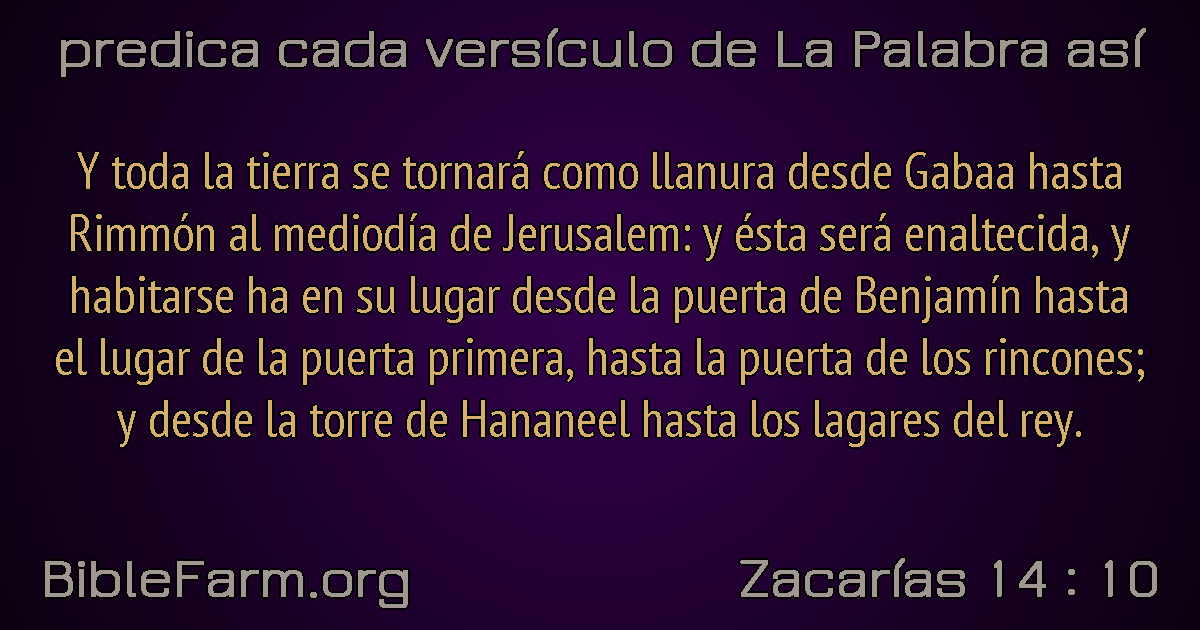 predica cada versículo de La Palabra así
Y toda la tierra se tornará como llanura desde Gabaa hasta
Rimmón al mediodía de Jerusalem: y ésta será enaltecida, y
habitarse ha en su lugar desde la puerta de Benjamín hasta
el lugar de la puerta primera, hasta la puerta de los rincones;
y desde la torre de Hananeel hasta los lagares del rey.
BibleFarm.org
Zacarías 14 : 10